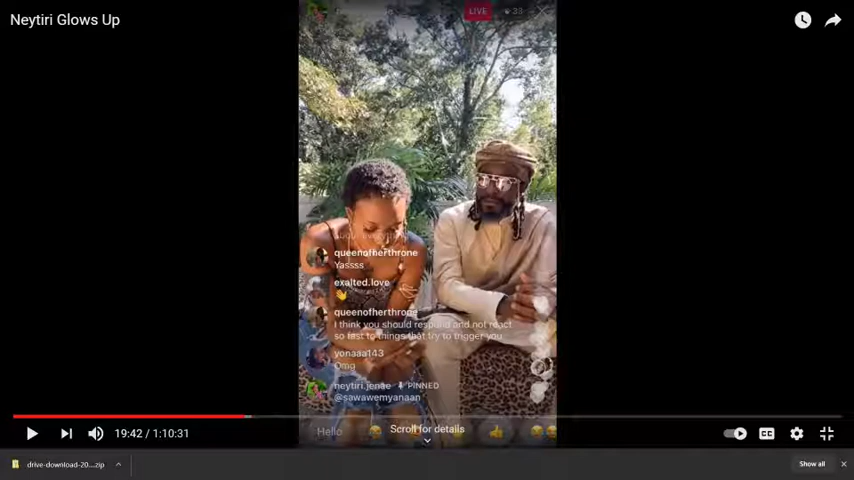 Neytiri Glows Up
LIVE
33
queenofherthrone
Yassss
exalted.love
👋
queenofherthrone
I think you should respond and not react
so fast to things that try to trigger you
yonaaa143
Omg
neytiri.jenae PINNED
@sawawemyanaan
Hello
Scroll for details
19:42 / 1:10:31
CC
drive-download-20....zip
Show all